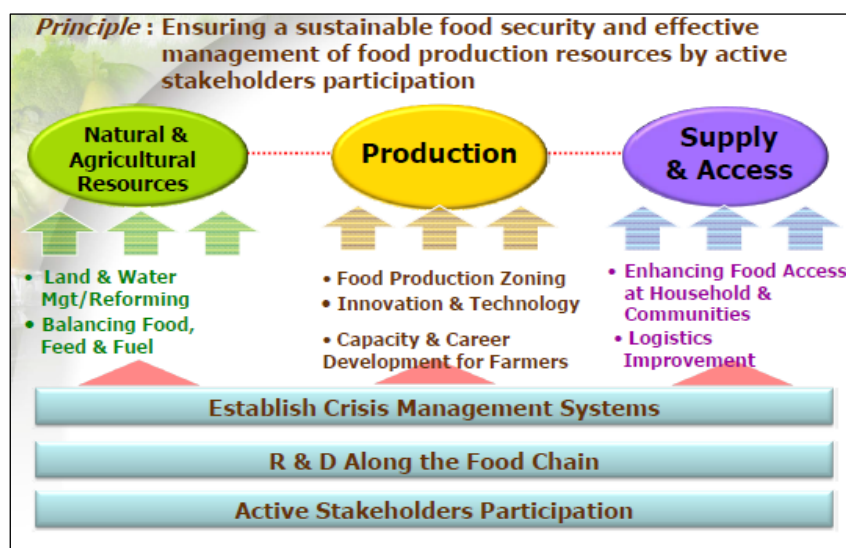 Principle : Ensuring a sustainable food security and effective
management of food production resources by active
stakeholders participation
Natural &
Agricultural
Resources
Production
Supply
& Access
• Land & Water
Mgt/Reforming
• Balancing Food,
Feed & Fuel
• Food Production Zoning
• Innovation & Technology
• Capacity & Career
Development for Farmers
• Enhancing Food Access
at Household &
Communities
• Logistics
Improvement
Establish Crisis Management Systems
R & D Along the Food Chain
Active Stakeholders Participation